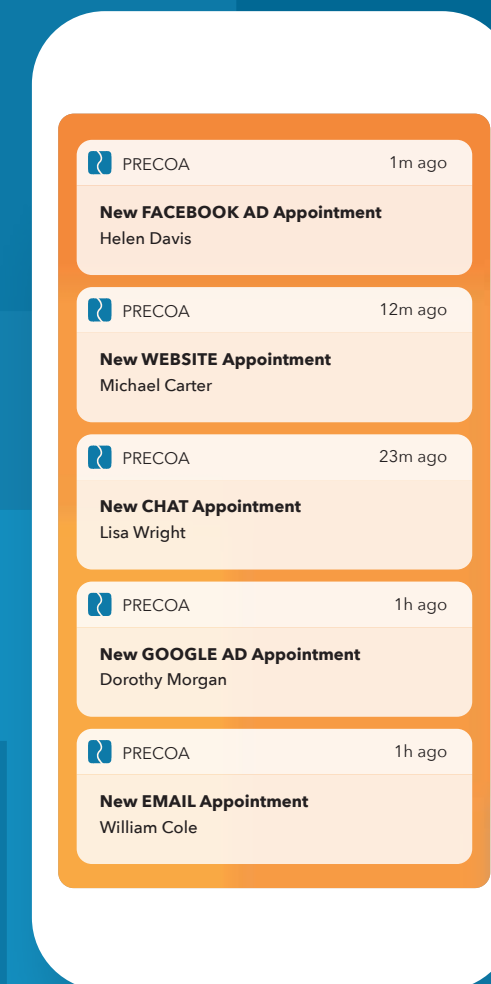 PRECOA 1m ago
New FACEBOOK AD Appointment
Helen Davis
PRECOA 12m ago
New WEBSITE Appointment
Michael Carter
PRECOA 23m ago
New CHAT Appointment
Lisa Wright
PRECOA 1h ago
New GOOGLE AD Appointment
Dorothy Morgan
PRECOA 1h ago
New EMAIL Appointment
William Cole